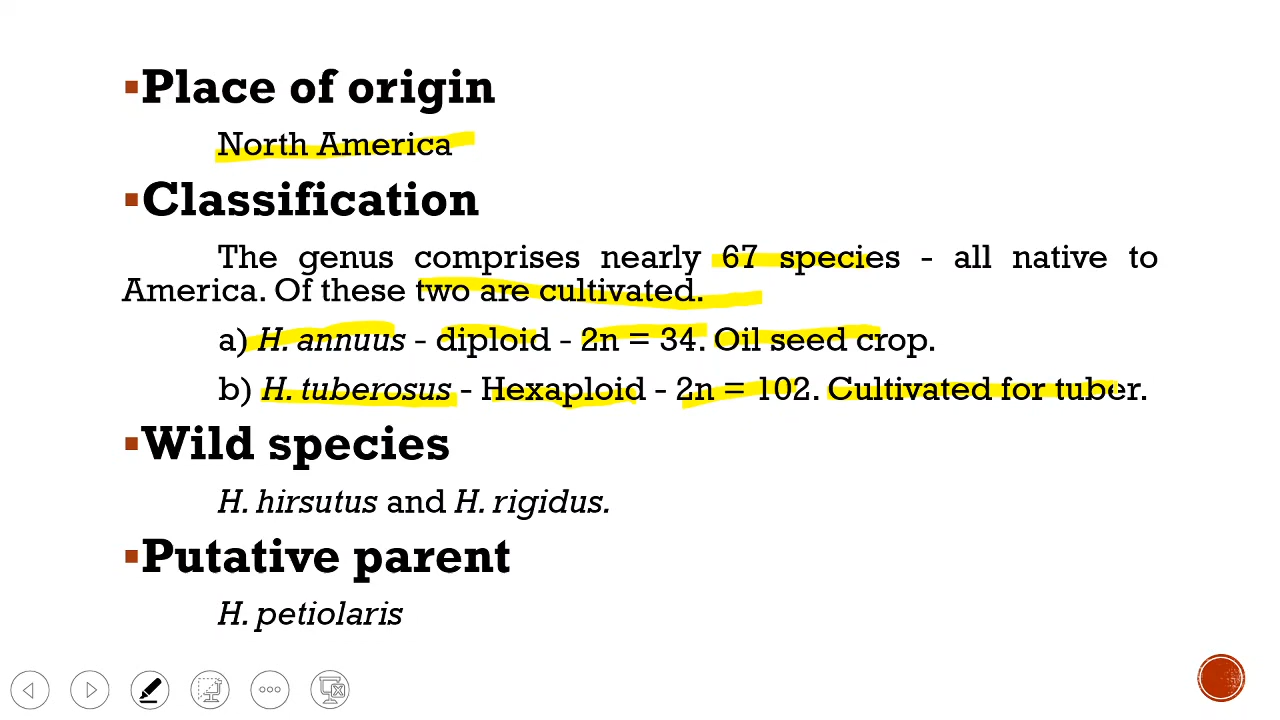 ▪Place of origin
North America
▪Classification
The genus comprises nearly 67 species - all native to
America. Of these two are cultivated.
a) H. annuus - diploid - 2n = 34. Oil seed crop.
b) H. tuberosus - Hexaploid - 2n = 102. Cultivated for tuber.
▪Wild species
H. hirsutus and H. rigidus.
▪Putative parent
H. petiolaris